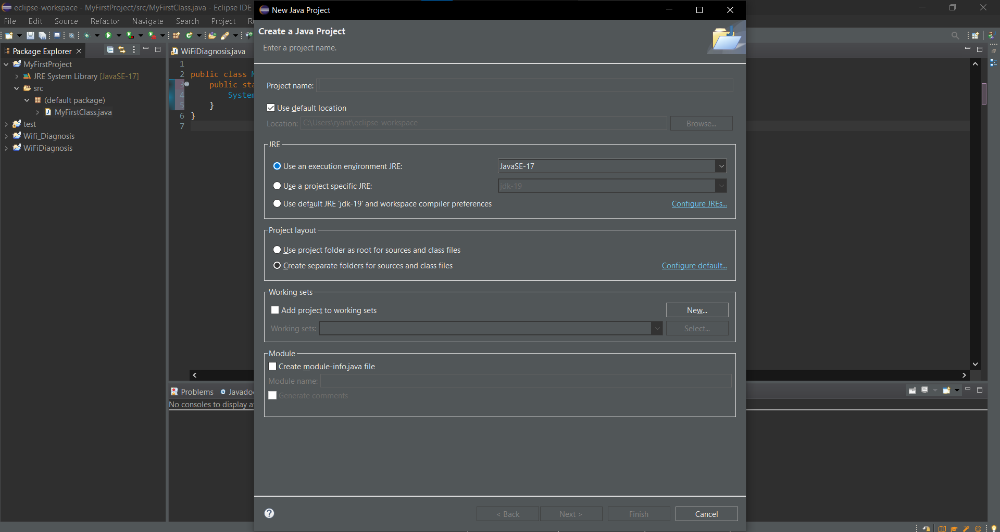 eclipse-workspace - MyFirstProject/src/MyFirstClass.java - Eclipse IDE
New Java Project
File Edit Source Refactor Navigate Search Project
Create a Java Project
Enter a project name.
Package Explorer
WiFiDiagnosis.java
MyFirstProject
JRE System Library [JavaSE-17]
src
(default package)
MyFirstClass.java
test
Wifi_Diagnosis
WiFiDiagnosis
1
2 public class
3 public sta
4 System
5 }
6 }
7
Project name:
Use default location
Location: C:\Users\ryant\eclipse-workspace
Browse...
JRE
Use an execution environment JRE: JavaSE-17
Use a project specific JRE: jdk-19
Use default JRE 'jdk-19' and workspace compiler preferences
Configure JREs...
Project layout
Use project folder as root for sources and class files
Create separate folders for sources and class files
Configure default...
Working sets
Add project to working sets
New...
Working sets:
Select...
Module
Create module-info.java file
Module name:
Generate comments
Problems
@ Javado
No consoles to display a
< Back
Next >
Finish
Cancel